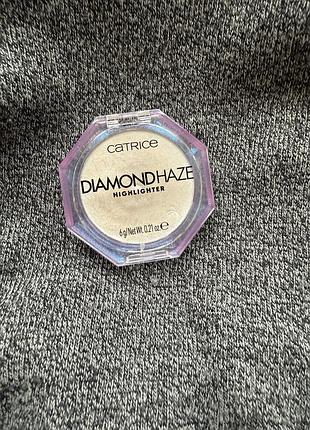 CATRICE
DIAMONDHAZE
HIGHLIGHTER
6 g/Net Wt. 0.21 oz ℮